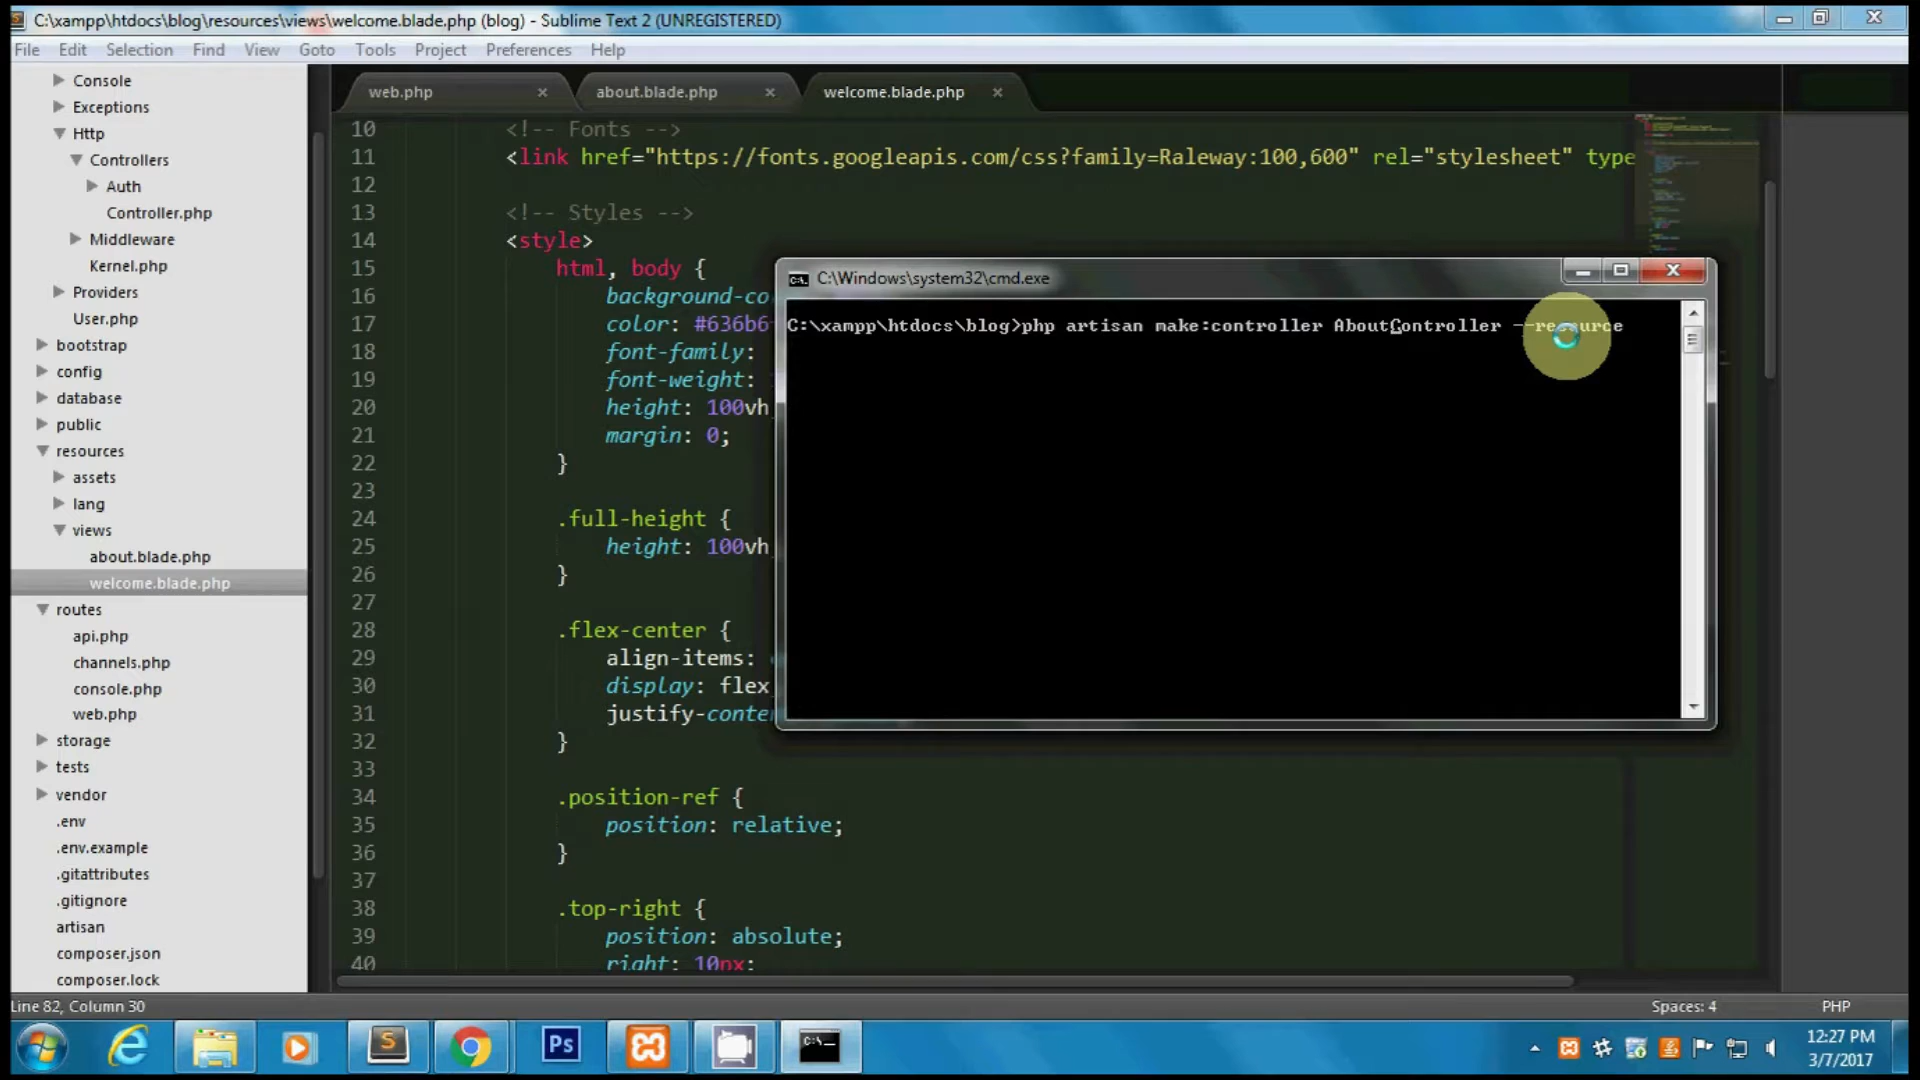 C:\xampp\htdocs\blog\resources\views\welcome.blade.php (blog) - Sublime Text 2 (UNREGISTERED)
File Edit Selection Find View Goto Tools Project Preferences Help
Console
Exceptions
Http
Controllers
Auth
Controller.php
Middleware
Kernel.php
Providers
User.php
bootstrap
config
database
public
resources
assets
lang
views
about.blade.php
welcome.blade.php
routes
api.php
channels.php
console.php
web.php
storage
tests
vendor
.env
.env.example
.gitattributes
.gitignore
artisan
composer.json
composer.lock
web.php × about.blade.php × welcome.blade.php ×
10 <!-- Fonts -->
11 <link href="https://fonts.googleapis.com/css?family=Raleway:100,600" rel="stylesheet" type
12
13 <!-- Styles -->
14 <style>
15 html, body {
16 background-co
17 color: #636b6
18 font-family:
19 font-weight:
20 height: 100vh
21 margin: 0;
22 }
23
24 .full-height {
25 height: 100vh
26 }
27
28 .flex-center {
29 align-items:
30 display: flex
31 justify-conte
32 }
33
34 .position-ref {
35 position: relative;
36 }
37
38 .top-right {
39 position: absolute;
40 right: 10px;
C:\Windows\system32\cmd.exe
C:\xampp\htdocs\blog>php artisan make:controller AboutController --resource
Line 82, Column 30
Spaces: 4
PHP
Ps
12:27 PM
3/7/2017